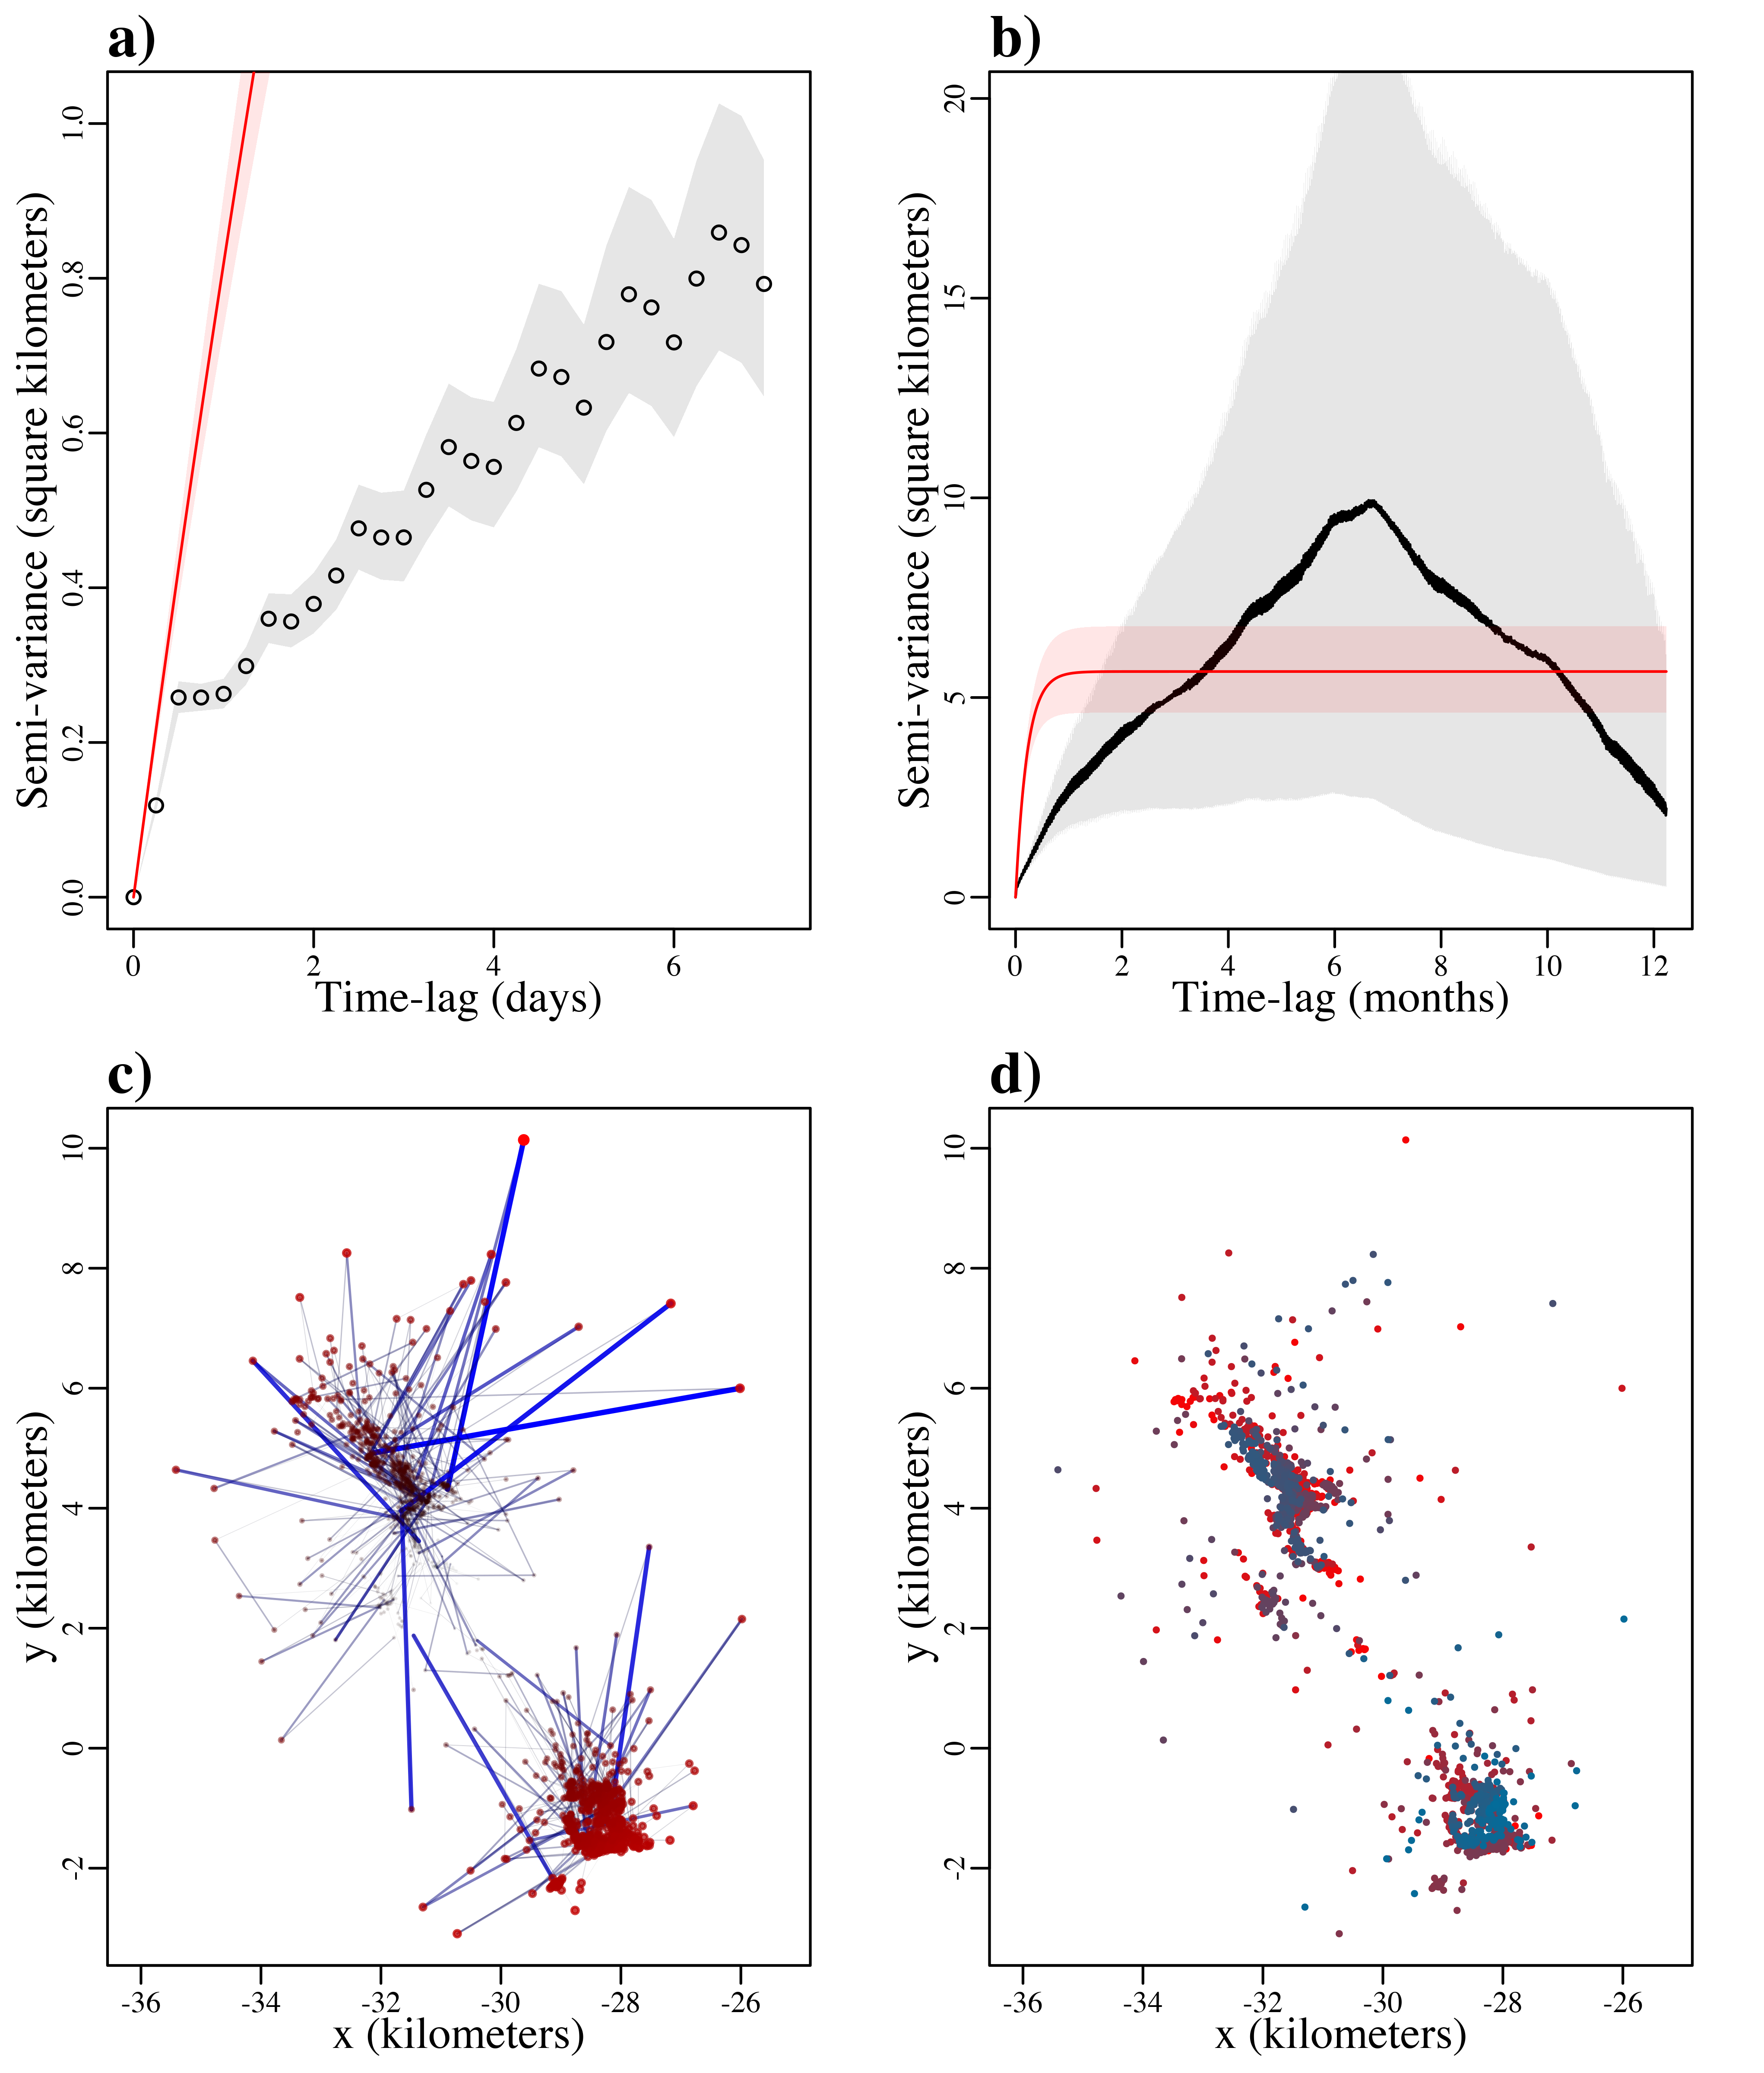 a)
Semi-variance (square kilometers)
0.0 0.2 0.4 0.6 0.8 1.0
0 2 4 6
Time-lag (days)
b)
Semi-variance (square kilometers)
0 5 10 15 20
0 2 4 6 8 10 12
Time-lag (months)
c)
y (kilometers)
-2 0 2 4 6 8 10
-36 -34 -32 -30 -28 -26
x (kilometers)
d)
y (kilometers)
-2 0 2 4 6 8 10
-36 -34 -32 -30 -28 -26
x (kilometers)